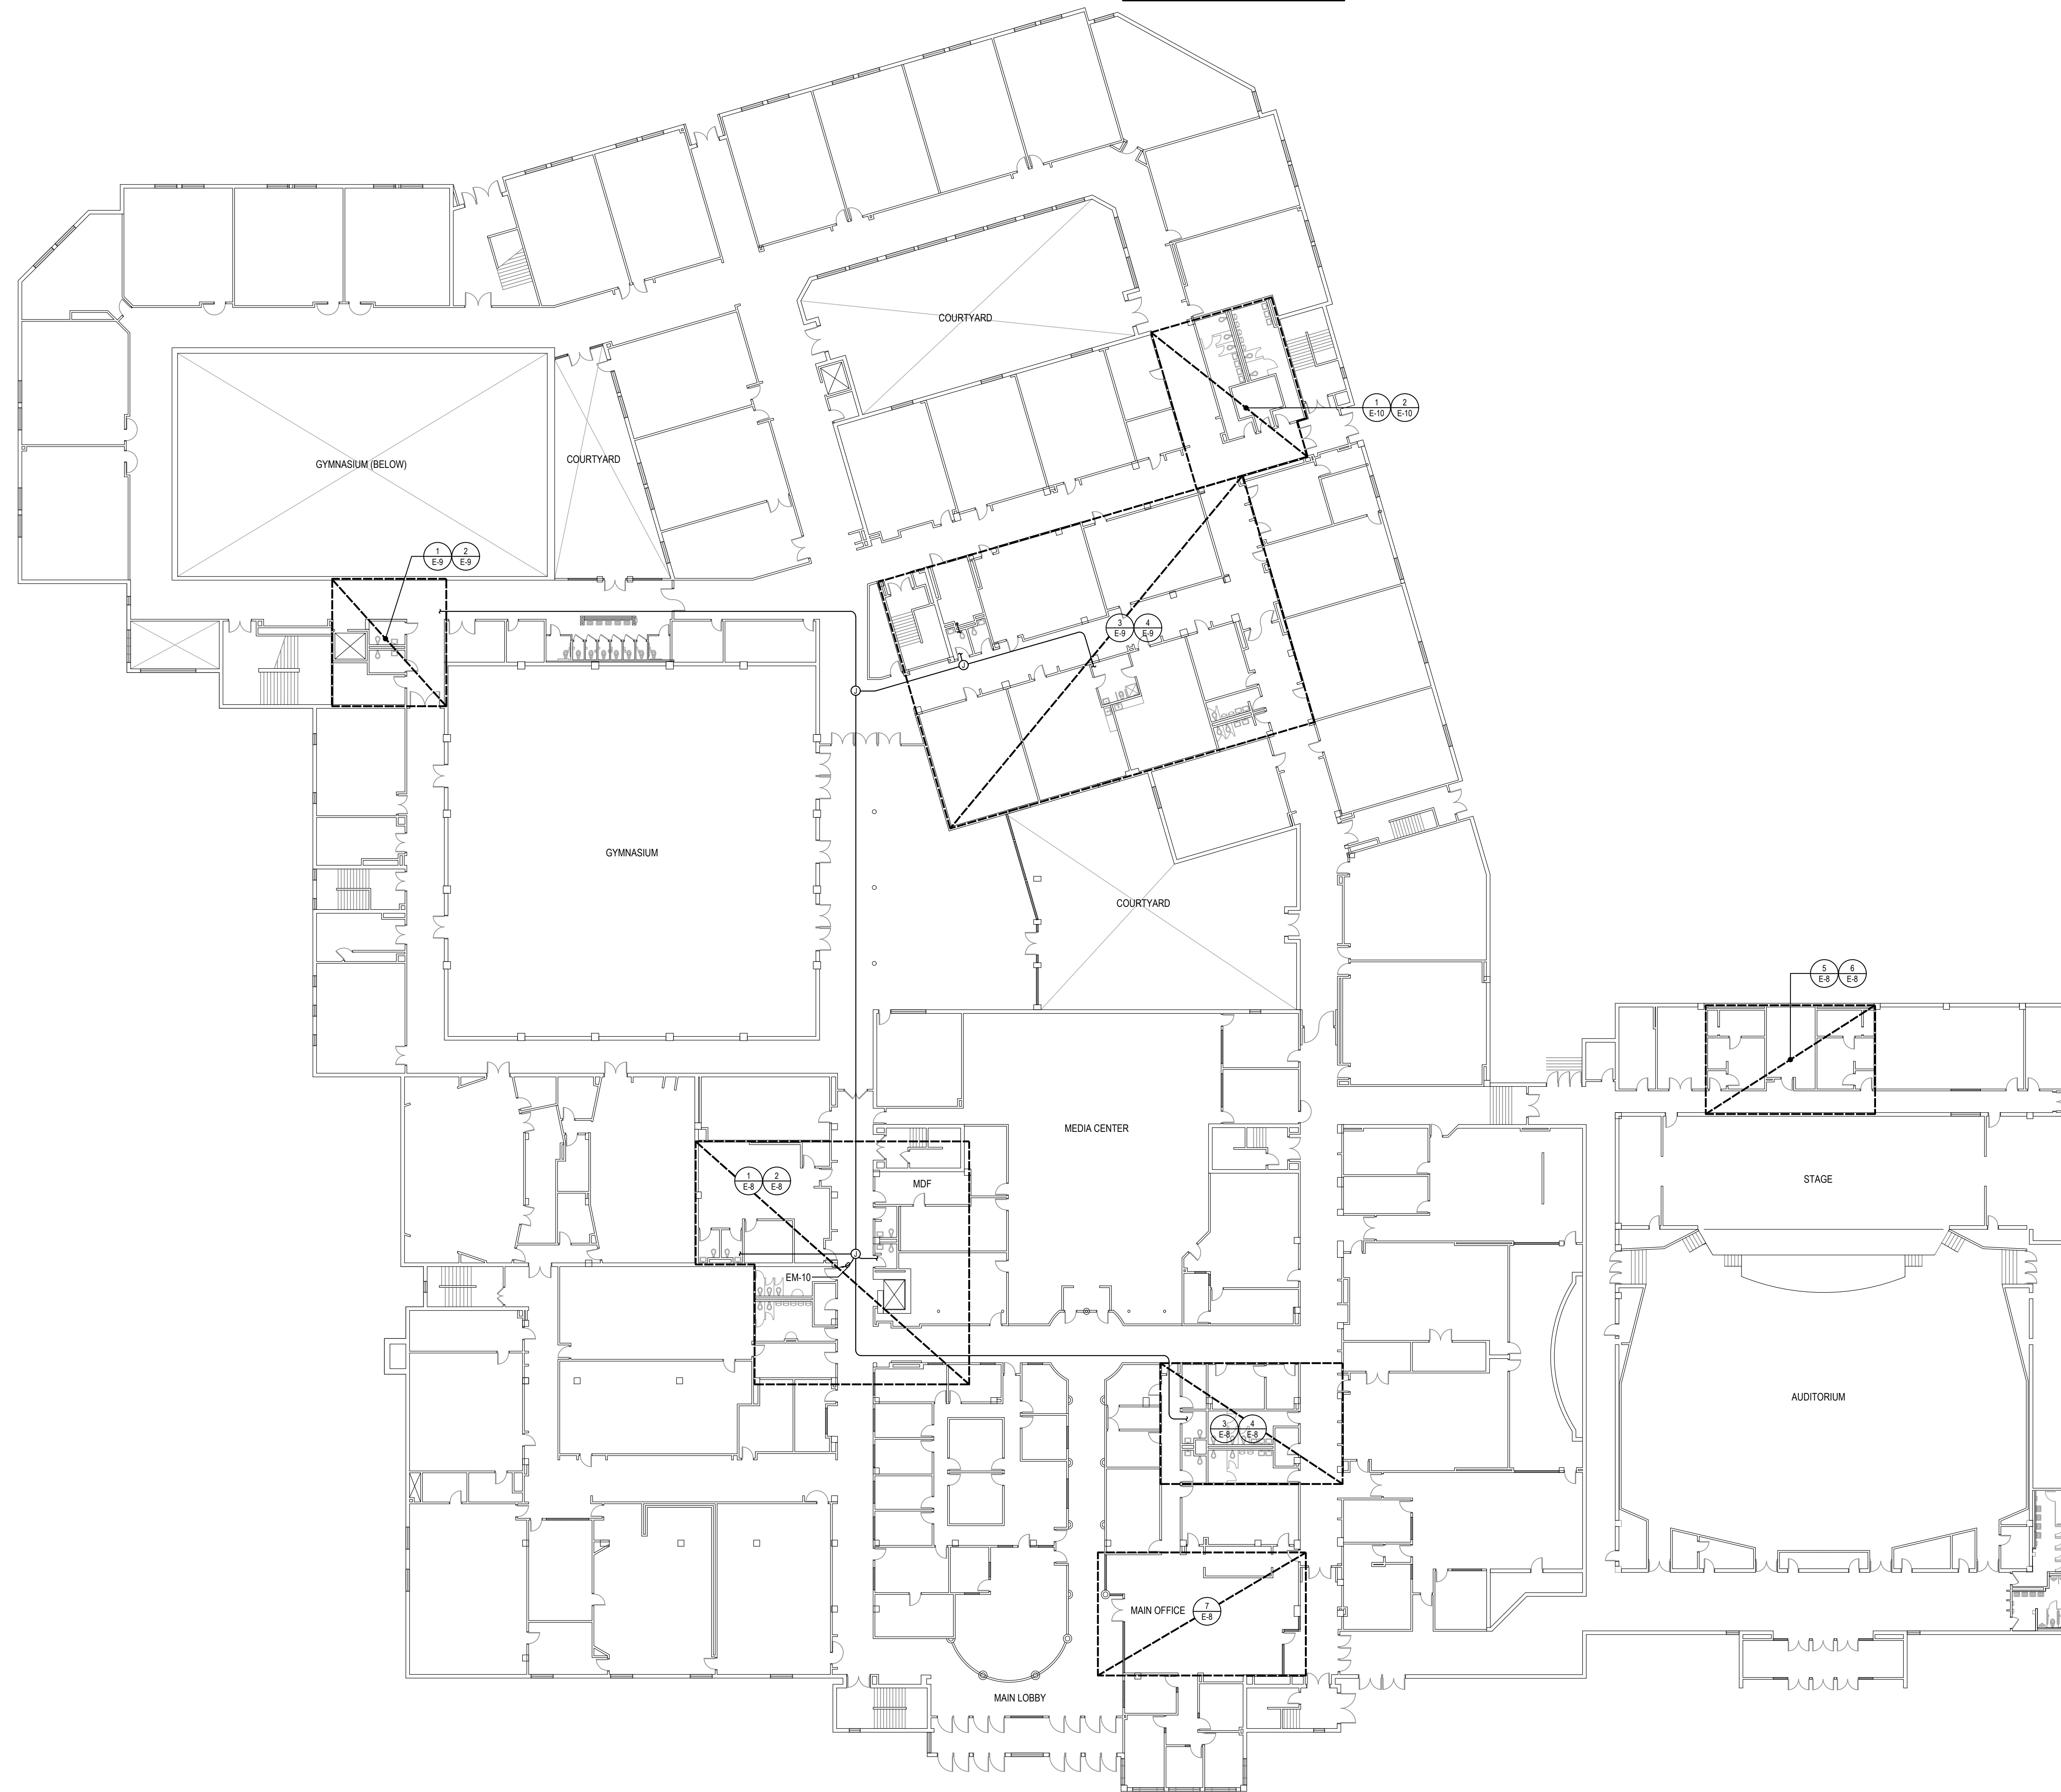 COURTYARD
1 2
E-10 E-10
GYMNASIUM (BELOW)
COURTYARD
1 2
E-9 E-9
3 4
E-9 E-9
J
J
GYMNASIUM
COURTYARD
5 6
E-8 E-8
MEDIA CENTER
1 2
E-8 E-8
MDF
STAGE
J
EM-10
AUDITORIUM
3 4
E-8 E-8
MAIN OFFICE
7
E-8
MAIN LOBBY